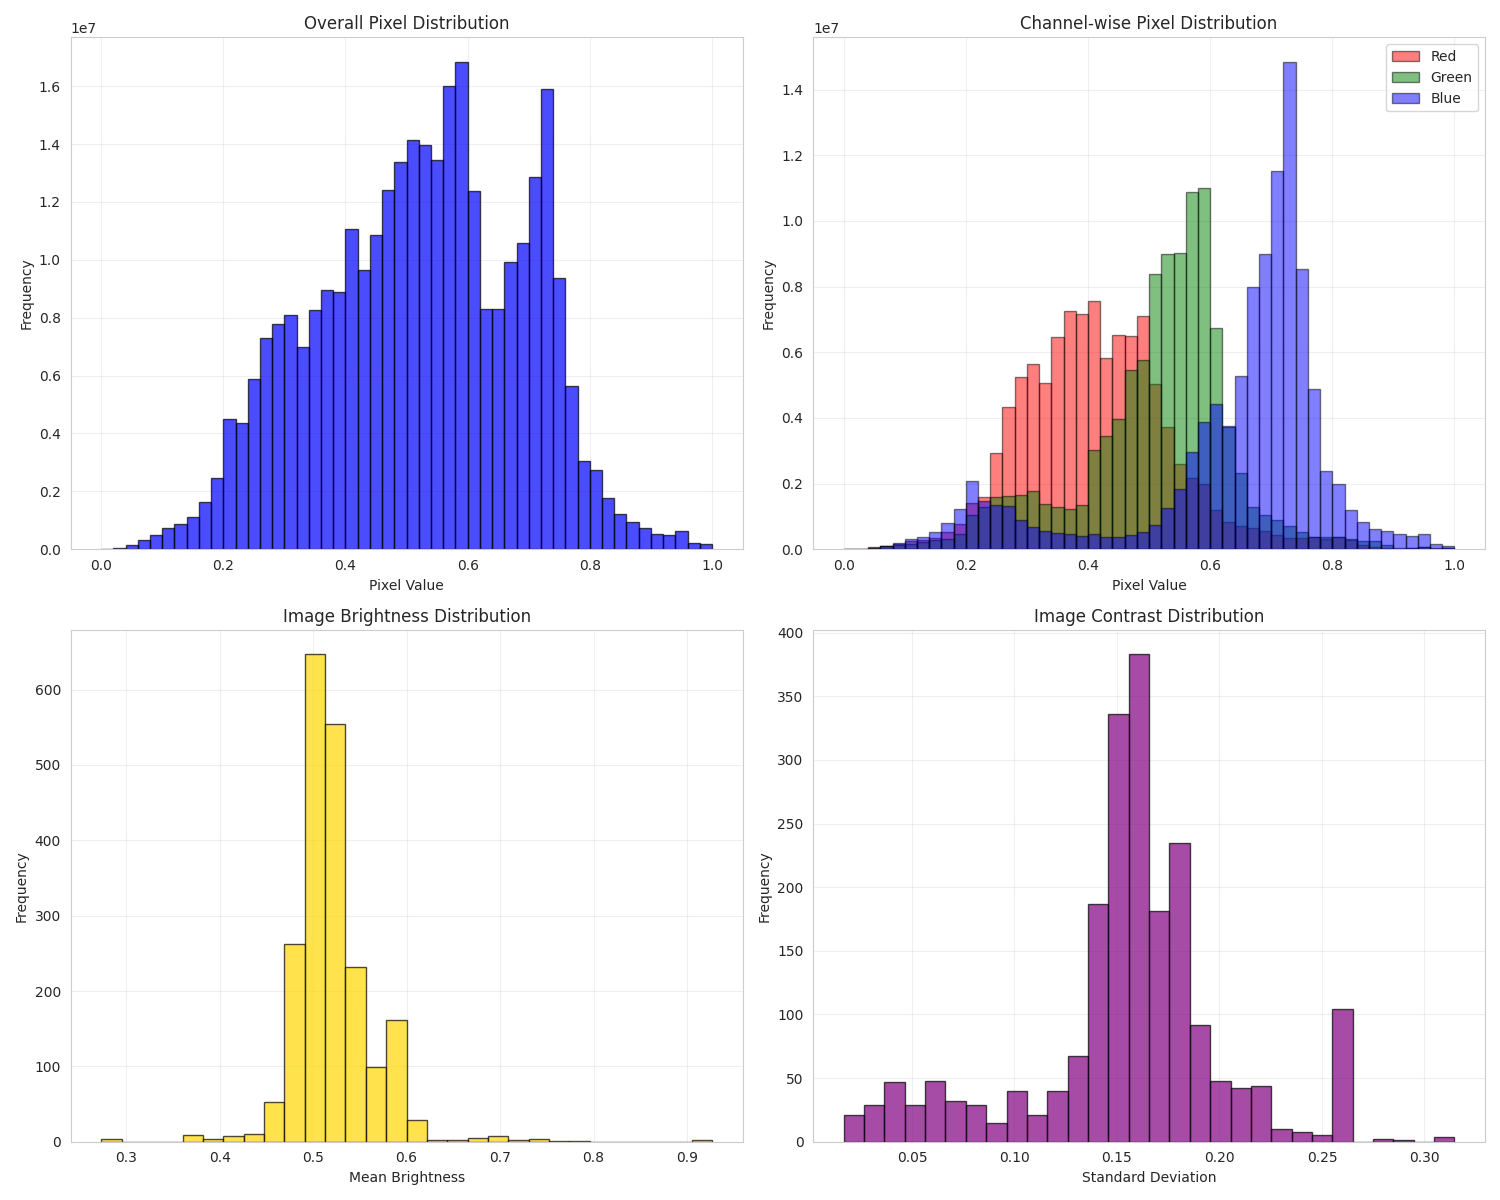 Overall Pixel Distribution
1e7
1.6
1.4
1.2
1.0
0.8
0.6
0.4
0.2
0.0
Frequency
0.0 0.2 0.4 0.6 0.8 1.0
Pixel Value
Channel-wise Pixel Distribution
1e7
Red
Green
Blue
1.4
1.2
1.0
0.8
0.6
0.4
0.2
0.0
Frequency
0.0 0.2 0.4 0.6 0.8 1.0
Pixel Value
Image Brightness Distribution
600
500
400
300
200
100
0
Frequency
0.3 0.4 0.5 0.6 0.7 0.8 0.9
Mean Brightness
Image Contrast Distribution
400
350
300
250
200
150
100
50
0
Frequency
0.05 0.10 0.15 0.20 0.25 0.30
Standard Deviation